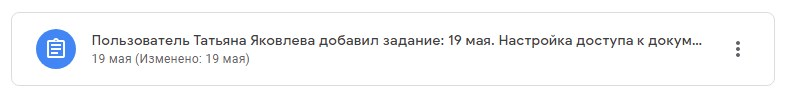 Пользователь Татьяна Яковлева добавил задание: 19 мая. Настройка доступа к докум...
19 мая (Изменено: 19 мая)